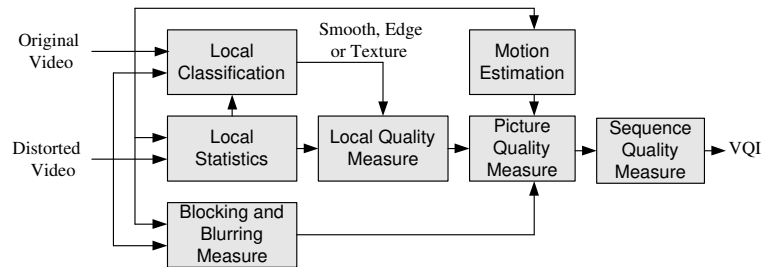 Original
Video
Local
Classification
Smooth, Edge
or Texture
Motion
Estimation
Distorted
Video
Local
Statistics
Local Quality
Measure
Picture
Quality
Measure
Sequence
Quality
Measure
VQI
Blocking and
Blurring
Measure